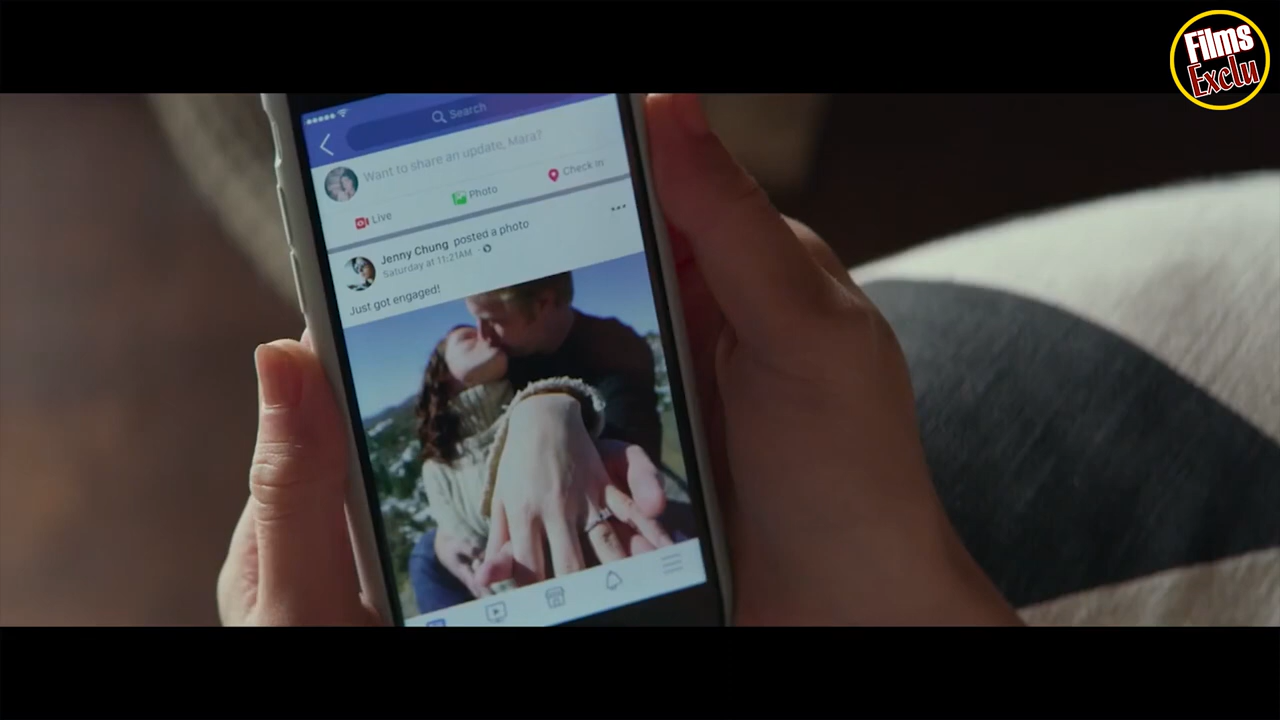 Films
Exclu
Search
Want to share an update, Mara?
Live
Photo
Check in
Jenny Chung posted a photo
Saturday at 11:21AM
Just got engaged!